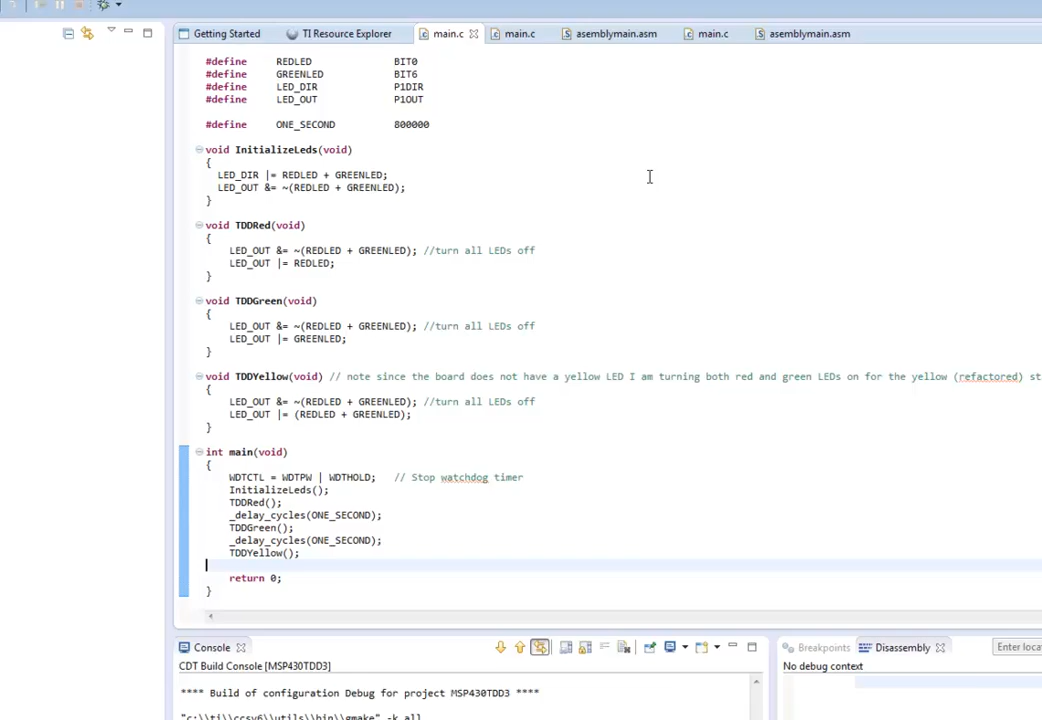 Getting Started
TI Resource Explorer
main.c
main.c
asemblymain.asm
main.c
asemblymain.asm
#define REDLED BIT0
#define GREENLED BIT6
#define LED_DIR P1DIR
#define LED_OUT P1OUT
#define ONE_SECOND 800000
void InitializeLeds(void)
{
LED_DIR |= REDLED + GREENLED;
LED_OUT &= ~(REDLED + GREENLED);
}
void TDDRed(void)
{
LED_OUT &= ~(REDLED + GREENLED); //turn all LEDs off
LED_OUT |= REDLED;
}
void TDDGreen(void)
{
LED_OUT &= ~(REDLED + GREENLED); //turn all LEDs off
LED_OUT |= GREENLED;
}
void TDDYellow(void) // note since the board does not have a yellow LED I am turning both red and green LEDs on for the yellow (refactored) st
{
LED_OUT &= ~(REDLED + GREENLED); //turn all LEDs off
LED_OUT |= (REDLED + GREENLED);
}
int main(void)
{
WDTCTL = WDTPW | WDTHOLD; // Stop watchdog timer
InitializeLeds();
TDDRed();
_delay_cycles(ONE_SECOND);
TDDGreen();
_delay_cycles(ONE_SECOND);
TDDYellow();
return 0;
}
Console
CDT Build Console [MSP430TDD3]
**** Build of configuration Debug for project MSP430TDD3 ****
"c:\\ti\\ccsv6\\utils\\bin\\gmake" -k all
Breakpoints
Disassembly
Enter loca
No debug context